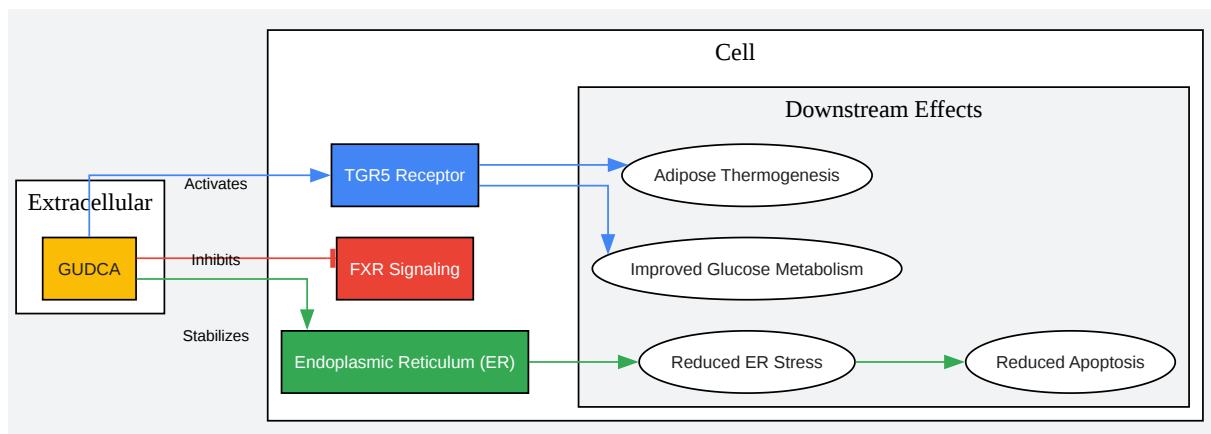 Cell
Downstream Effects
Extracellular
GUDCA
Activates
Inhibits
Stabilizes
TGR5 Receptor
FXR Signaling
Endoplasmic Reticulum (ER)
Adipose Thermogenesis
Improved Glucose Metabolism
Reduced ER Stress
Reduced Apoptosis